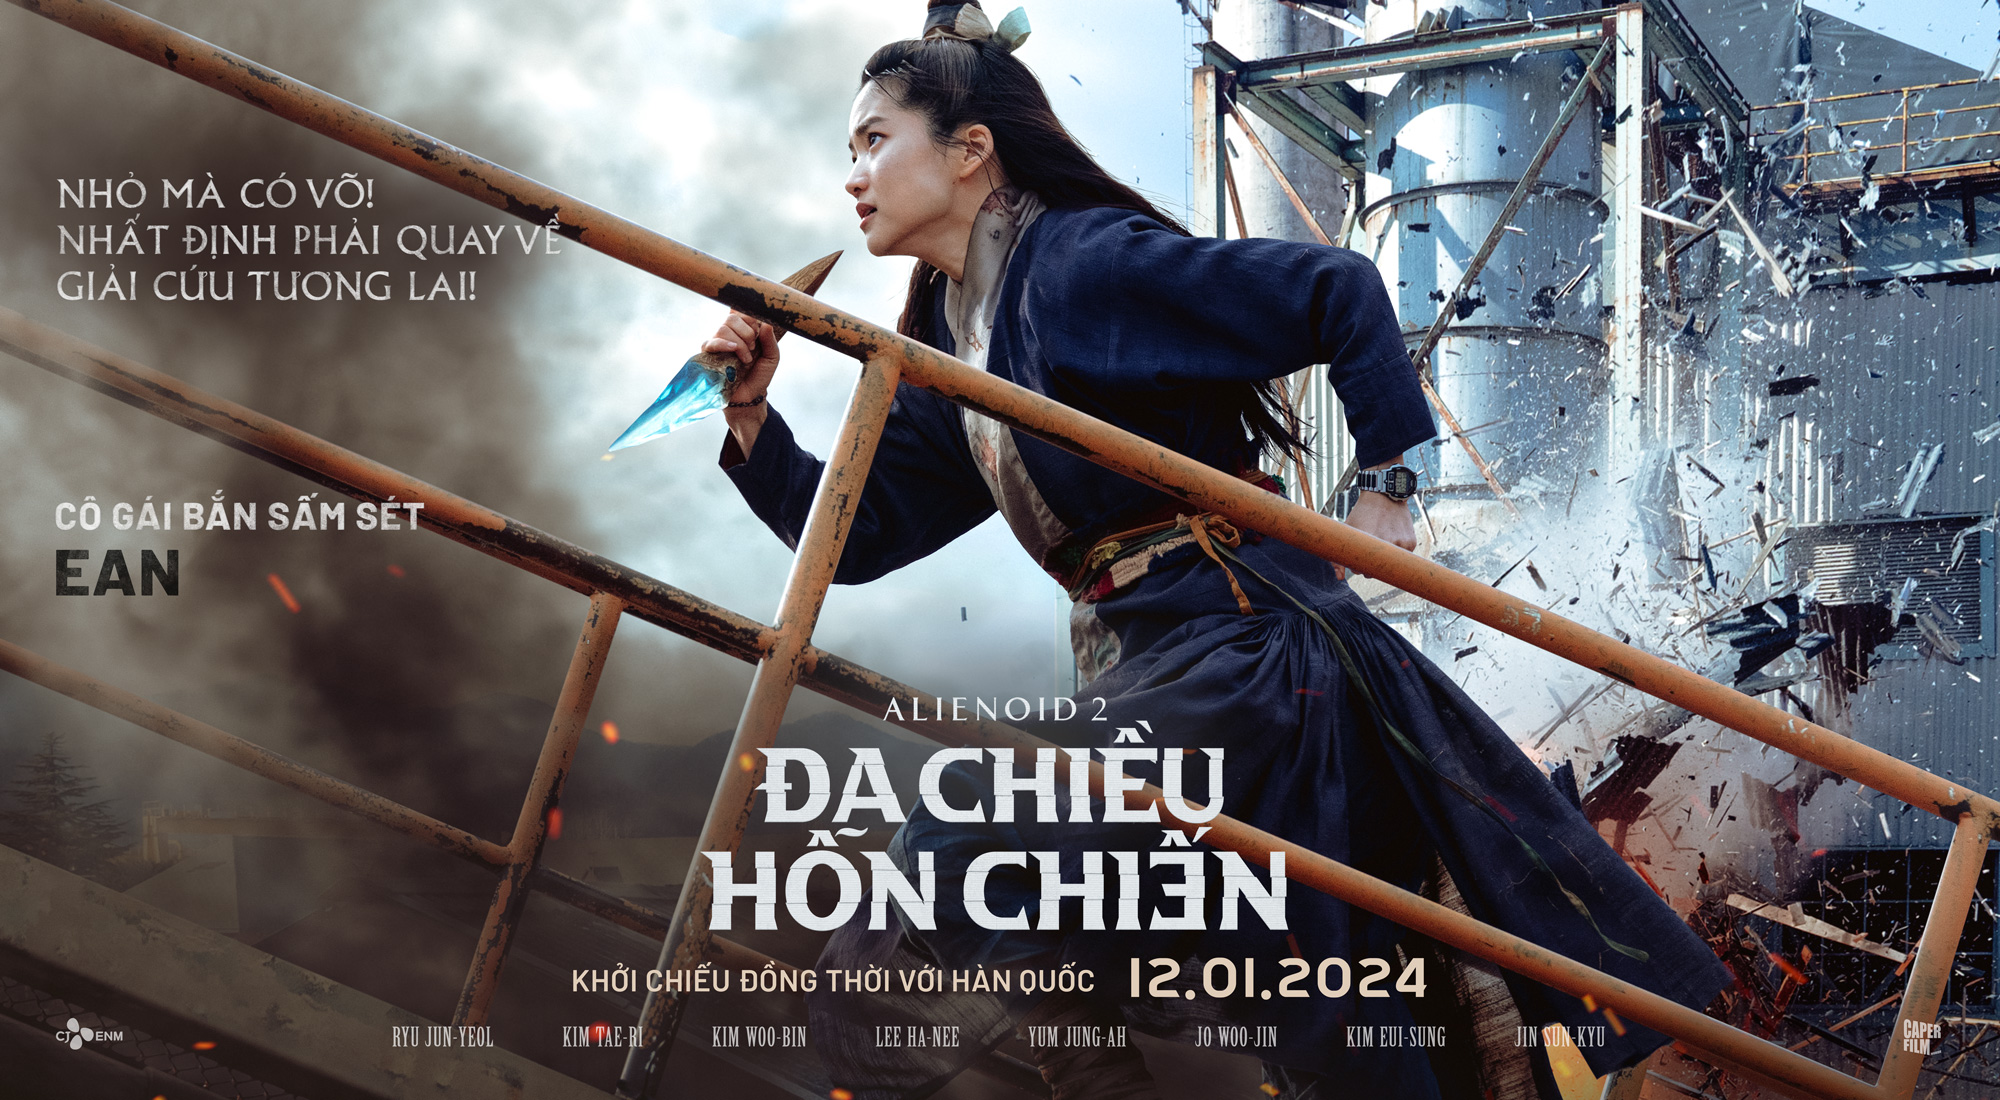 NHỎ MÀ CÓ VÕ!
NHẤT ĐỊNH PHẢI QUAY VỀ
GIẢI CỨU TƯƠNG LAI!
CÔ GÁI BẮN SẤM SÉT
EAN
ALIENOID 2
ĐA CHIỀU
HỖN CHIẾN
KHỞI CHIẾU ĐỒNG THỜI VỚI HÀN QUỐC 12.01.2024
CJ ENM
RYU JUN-YEOL KIM TAE-RI KIM WOO-BIN LEE HA-NEE YUM JUNG-AH JO WOO-JIN KIM EUI-SUNG JIN SUN-KYU
CAPER
FILM